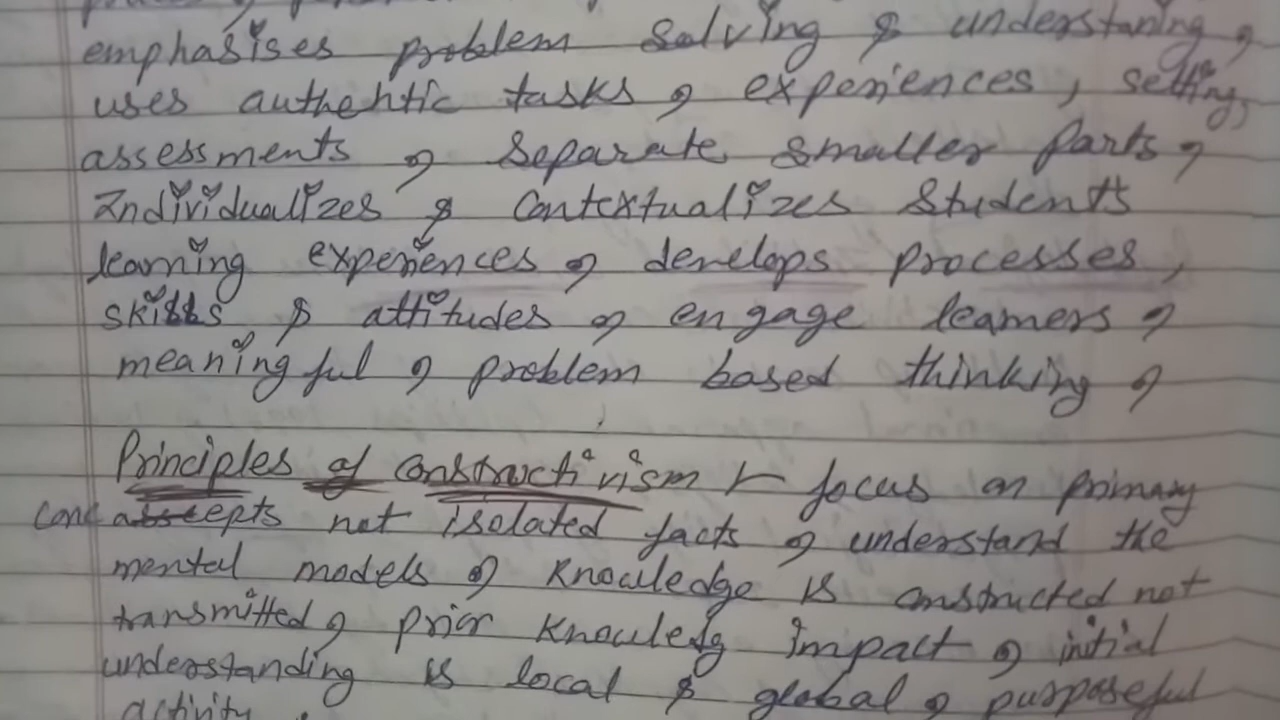 emphasises problem solving & understaning,
uses authentic tasks, experiences, setting,
assessments, Separate smaller parts,
Individualizes & Contextualizes Students
learning experiences, develops processes,
skills & attitudes, engage learners,
meaningful, problem based thinking,
Principles of Constructivism :- focus on primary
concepts not isolated facts, understand the
mental models, Knowledge is constructed not
transmitted, prior Knowledg impact, initial
understanding is local & global, purposeful
activity.